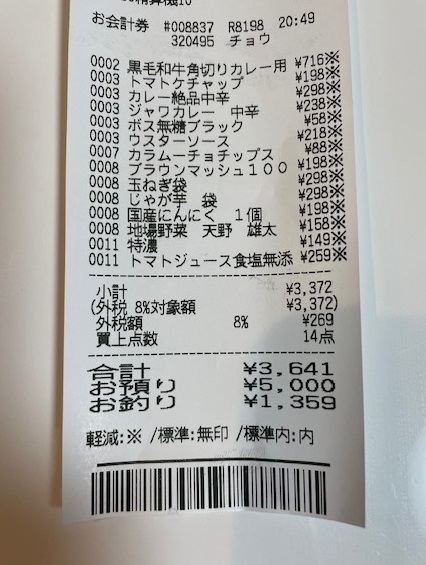 精算機10
お会計券 #008837 R8198 20:49
320495 チョウ
0002 黒毛和牛角切りカレー用 ¥716※
0003 トマトケチャップ ¥198※
0003 カレー絶品中辛 ¥298※
0003 ジャワカレー 中辛 ¥238※
0003 ボス無糖ブラック ¥58※
0003 ウスターソース ¥218※
0007 カラムーチョチップス ¥88※
0008 ブラウンマッシュ100 ¥198※
0008 玉ねぎ袋 ¥298※
0008 じゃが芋 袋 ¥298※
0008 国産にんにく 1個 ¥198※
0008 地場野菜 天野 雄太 ¥158※
0011 特濃 ¥149※
0011 トマトジュース食塩無添 ¥259※
小計 ¥3,372
(外税 8%対象額 ¥3,372)
外税額 8% ¥269
買上点数 14点
合計 ¥3,641
お預り ¥5,000
お釣り ¥1,359
軽減:※ /標準:無印 /標準内:内